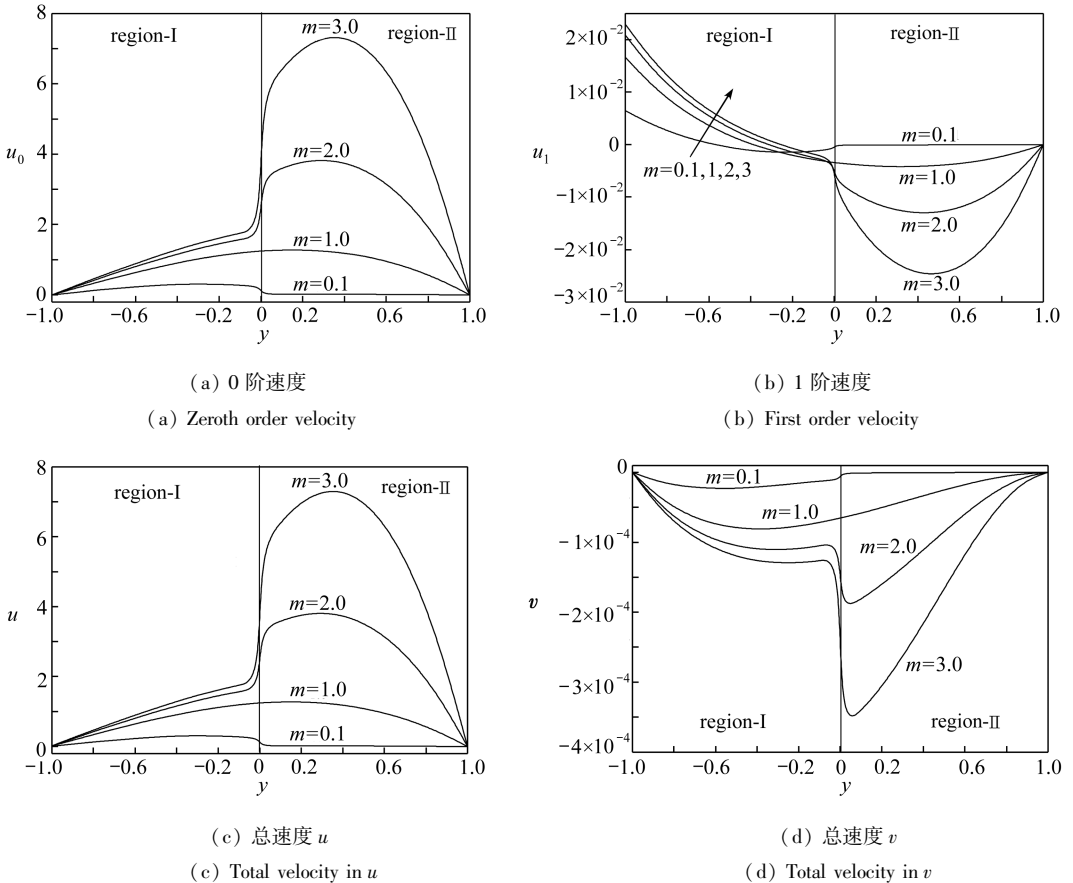 8
6
4
2
0
u₀
region-I
region-Ⅱ
m=3.0
m=2.0
m=1.0
m=0.1
−1.0
−0.6
−0.2
0
0.2
0.6
1.0
y
(a) 0 阶速度
(a) Zeroth order velocity
2×10⁻²
1×10⁻²
0
−1×10⁻²
−2×10⁻²
−3×10⁻²
u₁
region-I
region-Ⅱ
m=0.1,1,2,3
m=0.1
m=1.0
m=2.0
m=3.0
−1.0
−0.6
−0.2
0
0.2
0.6
1.0
y
(b) 1 阶速度
(b) First order velocity
8
6
4
2
0
u
region-I
region-Ⅱ
m=3.0
m=2.0
m=1.0
m=0.1
−1.0
−0.6
−0.2
0
0.2
0.6
1.0
y
(c) 总速度 u
(c) Total velocity in u
0
−1×10⁻⁴
−2×10⁻⁴
−3×10⁻⁴
−4×10⁻⁴
v
m=0.1
m=1.0
m=2.0
m=3.0
region-I
region-Ⅱ
−1.0
−0.6
−0.2
0
0.2
0.6
1.0
y
(d) 总速度 v
(d) Total velocity in v